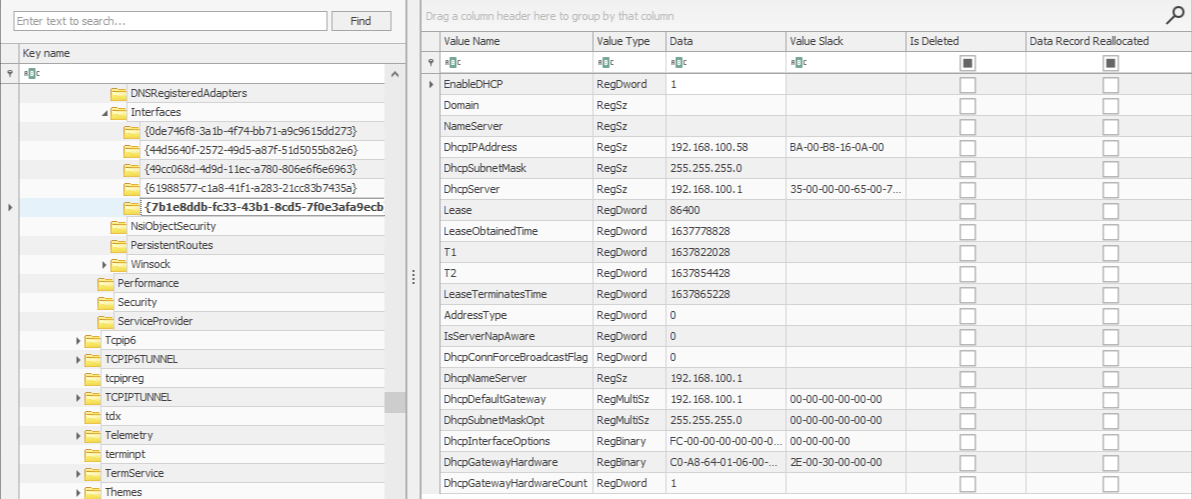 Enter text to search...
Find
Key name
DNSRegisteredAdapters
Interfaces
{0de746f8-3a1b-4f74-bb71-a9c9615dd273}
{44d5640f-2572-49d5-a87f-51d5055b82e6}
{49cc068d-4d9d-11ec-a780-806e6f6e6963}
{61988577-c1a8-41f1-a283-21cc83b7435a}
{7b1e8ddb-fc33-43b1-8cd5-7f0e3afa9ecb
NsiObjectSecurity
PersistentRoutes
Winsock
Performance
Security
ServiceProvider
Tcpip6
TCPIP6TUNNEL
tcpipreg
TCPIPTUNNEL
tdx
Telemetry
terminpt
TermService
Themes
Drag a column header here to group by that column
Value Name Value Type Data Value Slack Is Deleted Data Record Reallocated
EnableDHCP RegDword 1
Domain RegSz
NameServer RegSz
DhcpIPAddress RegSz 192.168.100.58 BA-00-B8-16-0A-00
DhcpSubnetMask RegSz 255.255.255.0
DhcpServer RegSz 192.168.100.1 35-00-00-00-65-00-7...
Lease RegDword 86400
LeaseObtainedTime RegDword 1637778828
T1 RegDword 1637822028
T2 RegDword 1637854428
LeaseTerminatesTime RegDword 1637865228
AddressType RegDword 0
IsServerNapAware RegDword 0
DhcpConnForceBroadcastFlag RegDword 0
DhcpNameServer RegSz 192.168.100.1
DhcpDefaultGateway RegMultiSz 192.168.100.1 00-00-00-00-00-00
DhcpSubnetMaskOpt RegMultiSz 255.255.255.0 00-00-00-00-00-00
DhcpInterfaceOptions RegBinary FC-00-00-00-00-00-0... 00-00-00-00
DhcpGatewayHardware RegBinary C0-A8-64-01-06-00-... 2E-00-30-00-00-00
DhcpGatewayHardwareCount RegDword 1